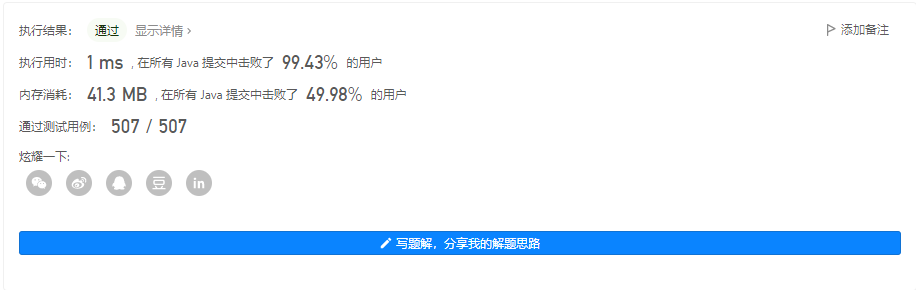 执行结果： 通过 显示详情 › 添加备注
执行用时： 1 ms , 在所有 Java 提交中击败了 99.43% 的用户
内存消耗： 41.3 MB , 在所有 Java 提交中击败了 49.98% 的用户
通过测试用例： 507 / 507
炫耀一下:
豆 in
写题解，分享我的解题思路